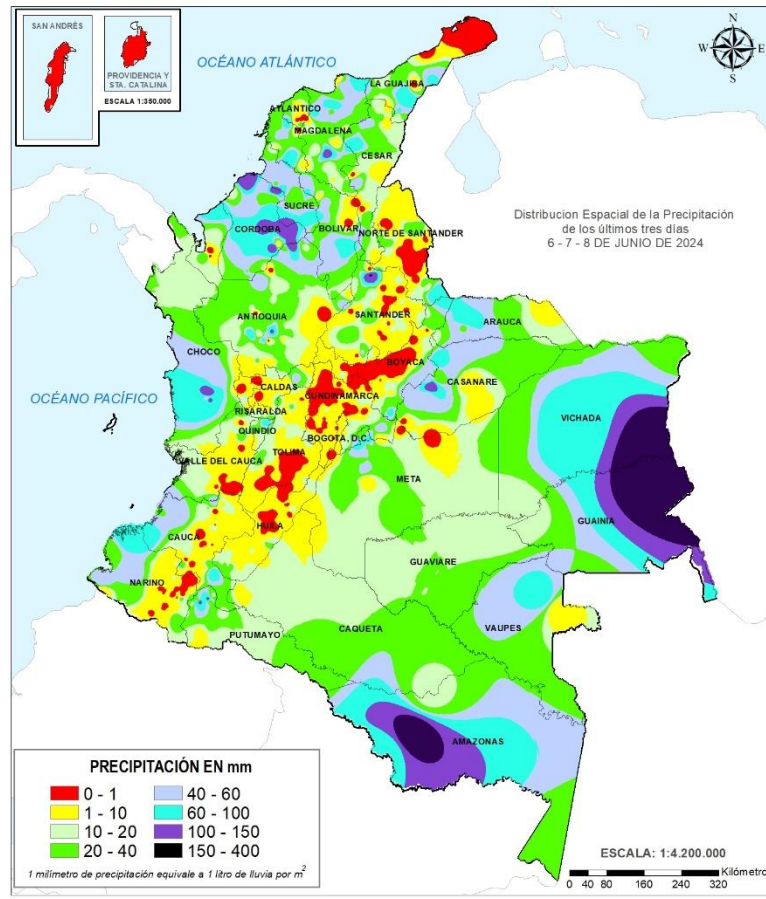 SAN ANDRÉS
PROVIDENCIA Y
STA. CATALINA
ESCALA 1:350.000
OCÉANO ATLÁNTICO
N
W
E
S
LA GUAJIRA
ATLANTICO
MAGDALENA
CESAR
Distribucion Espacial de la Precipitación
de los últimos tres días
6 - 7 - 8 DE JUNIO DE 2024
SUCRE
CORDOBA
BOLIVAR
NORTE DE SANTANDER
ANTIOQUIA
SANTANDER
ARAUCA
CHOCO
BOYACA
CASANARE
OCÉANO PACÍFICO
CALDAS
CUNDINAMARCA
RISARALDA
VICHADA
QUINDIO
BOGOTA, D.C.
TOLIMA
VALLE DEL CAUCA
META
GUAINIA
HUILA
CAUCA
GUAVIARE
NARIÑO
VAUPES
CAQUETA
PUTUMAYO
AMAZONAS
PRECIPITACIÓN EN mm
0 - 1
40 - 60
1 - 10
60 - 100
10 - 20
100 - 150
20 - 40
150 - 400
1 milímetro de precipitación equivale a 1 litro de lluvia por m²
ESCALA: 1:4.200.000
Kilóme
0 40 80 160 240 320